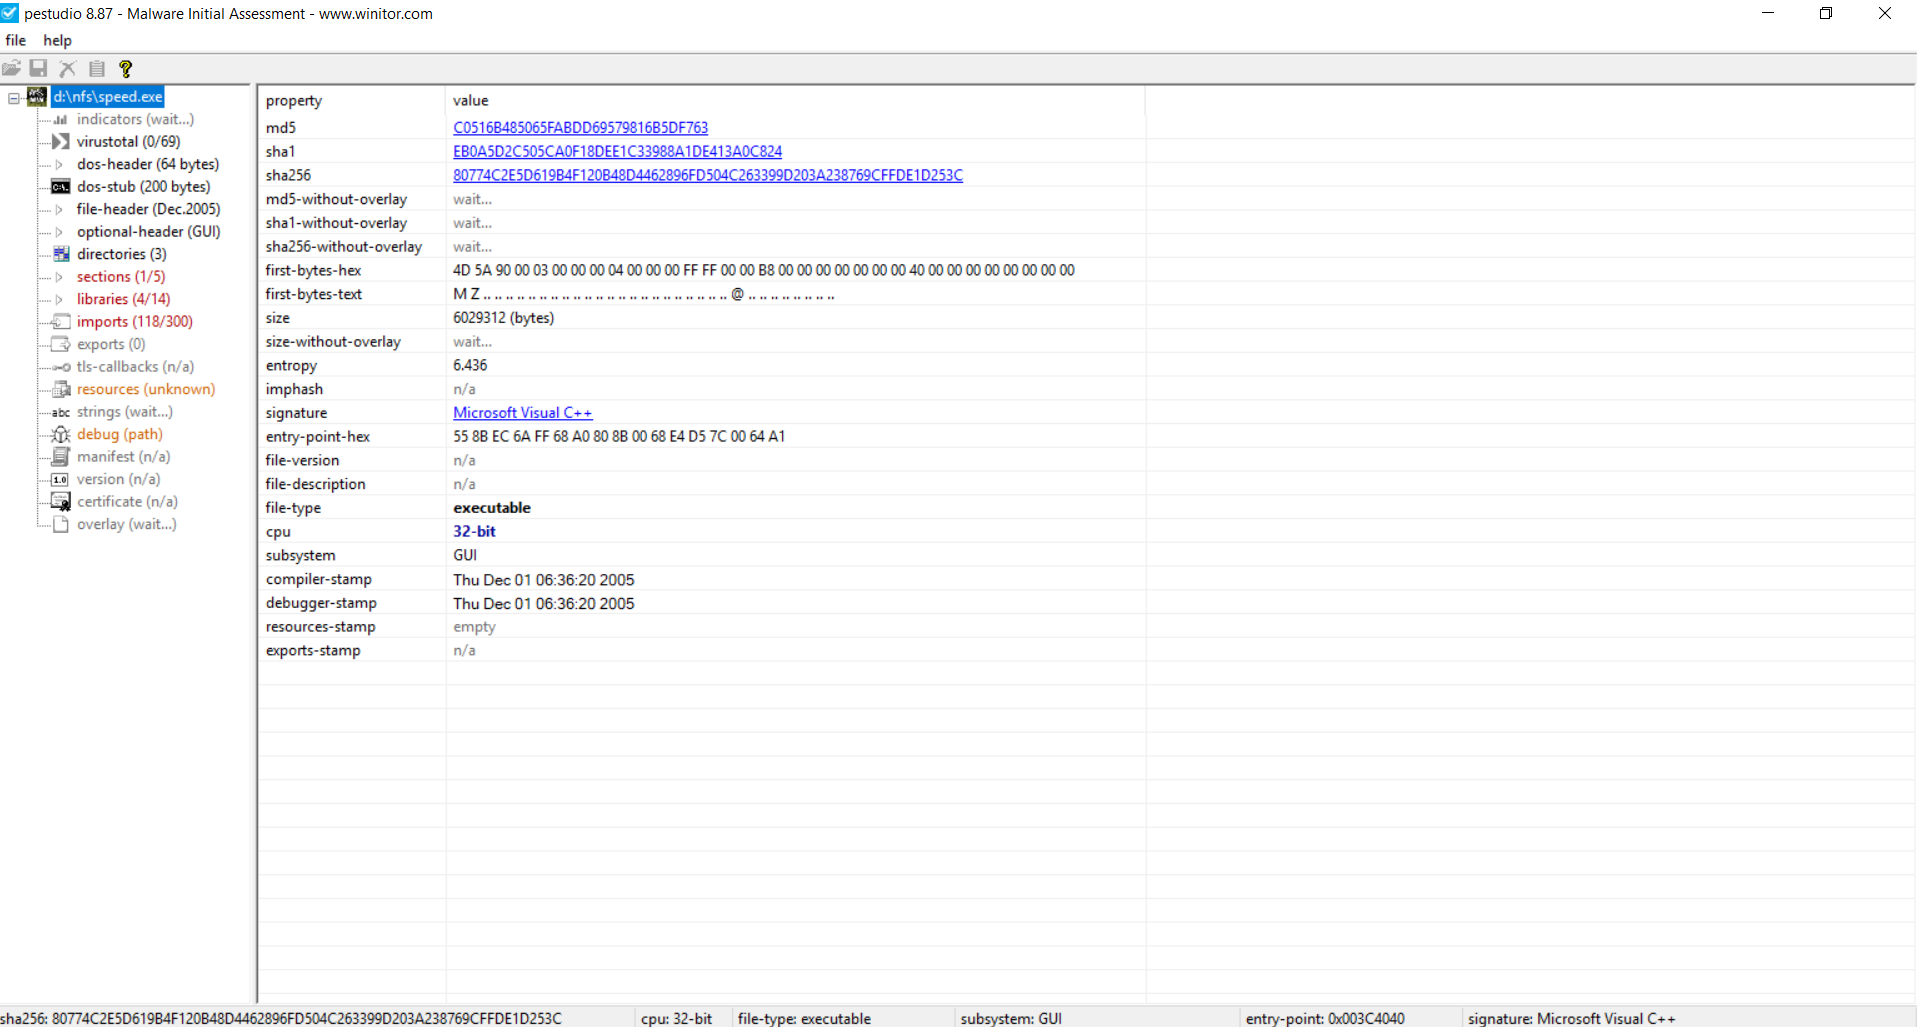 pestudio 8.87 - Malware Initial Assessment - www.winitor.com
file help
d:\nfs\speed.exe
indicators (wait...)
virustotal (0/69)
dos-header (64 bytes)
dos-stub (200 bytes)
file-header (Dec.2005)
optional-header (GUI)
directories (3)
sections (1/5)
libraries (4/14)
imports (118/300)
exports (0)
tls-callbacks (n/a)
resources (unknown)
abc strings (wait...)
debug (path)
manifest (n/a)
1.0 version (n/a)
certificate (n/a)
overlay (wait...)
property value
md5 C0516B485065FABDD69579816B5DF763
sha1 EB0A5D2C505CA0F18DEE1C33988A1DE413A0C824
sha256 80774C2E5D619B4F120B48D4462896FD504C263399D203A238769CFFDE1D253C
md5-without-overlay wait...
sha1-without-overlay wait...
sha256-without-overlay wait...
first-bytes-hex 4D 5A 90 00 03 00 00 00 04 00 00 00 FF FF 00 00 B8 00 00 00 00 00 00 00 40 00 00 00 00 00 00 00
first-bytes-text M Z .. .. .. .. .. .. .. .. .. .. .. .. .. .. .. .. .. .. .. .. .. .. @ .. .. .. .. .. .. ..
size 6029312 (bytes)
size-without-overlay wait...
entropy 6.436
imphash n/a
signature Microsoft Visual C++
entry-point-hex 55 8B EC 6A FF 68 A0 80 8B 00 68 E4 D5 7C 00 64 A1
file-version n/a
file-description n/a
file-type executable
cpu 32-bit
subsystem GUI
compiler-stamp Thu Dec 01 06:36:20 2005
debugger-stamp Thu Dec 01 06:36:20 2005
resources-stamp empty
exports-stamp n/a
sha256: 80774C2E5D619B4F120B48D4462896FD504C263399D203A238769CFFDE1D253C cpu: 32-bit file-type: executable subsystem: GUI entry-point: 0x003C4040 signature: Microsoft Visual C++